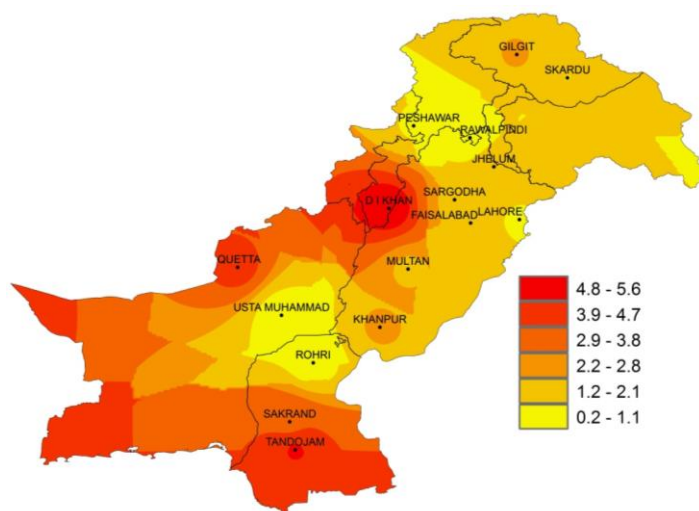 GILGIT
SKARDU
PESHAWAR
RAWALPINDI
JHBLUM
D I KHAN
SARGODHA
FAISALABAD
LAHORE
QUETTA
MULTAN
USTA MUHAMMAD
KHANPUR
ROHRI
SAKRAND
TANDOJAM
4.8 - 5.6
3.9 - 4.7
2.9 - 3.8
2.2 - 2.8
1.2 - 2.1
0.2 - 1.1